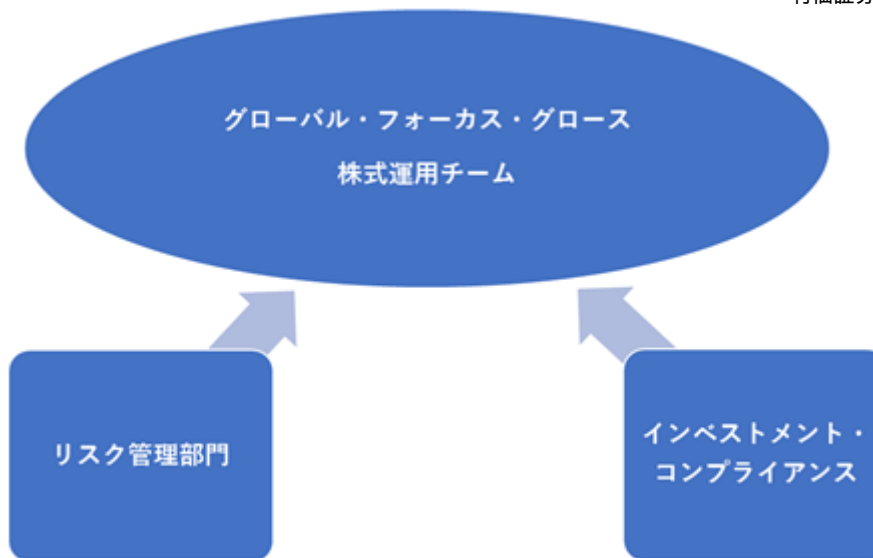 グローバル・フォーカス・グロース
株式運用チーム
リスク管理部門
インベストメント・
コンプライアンス